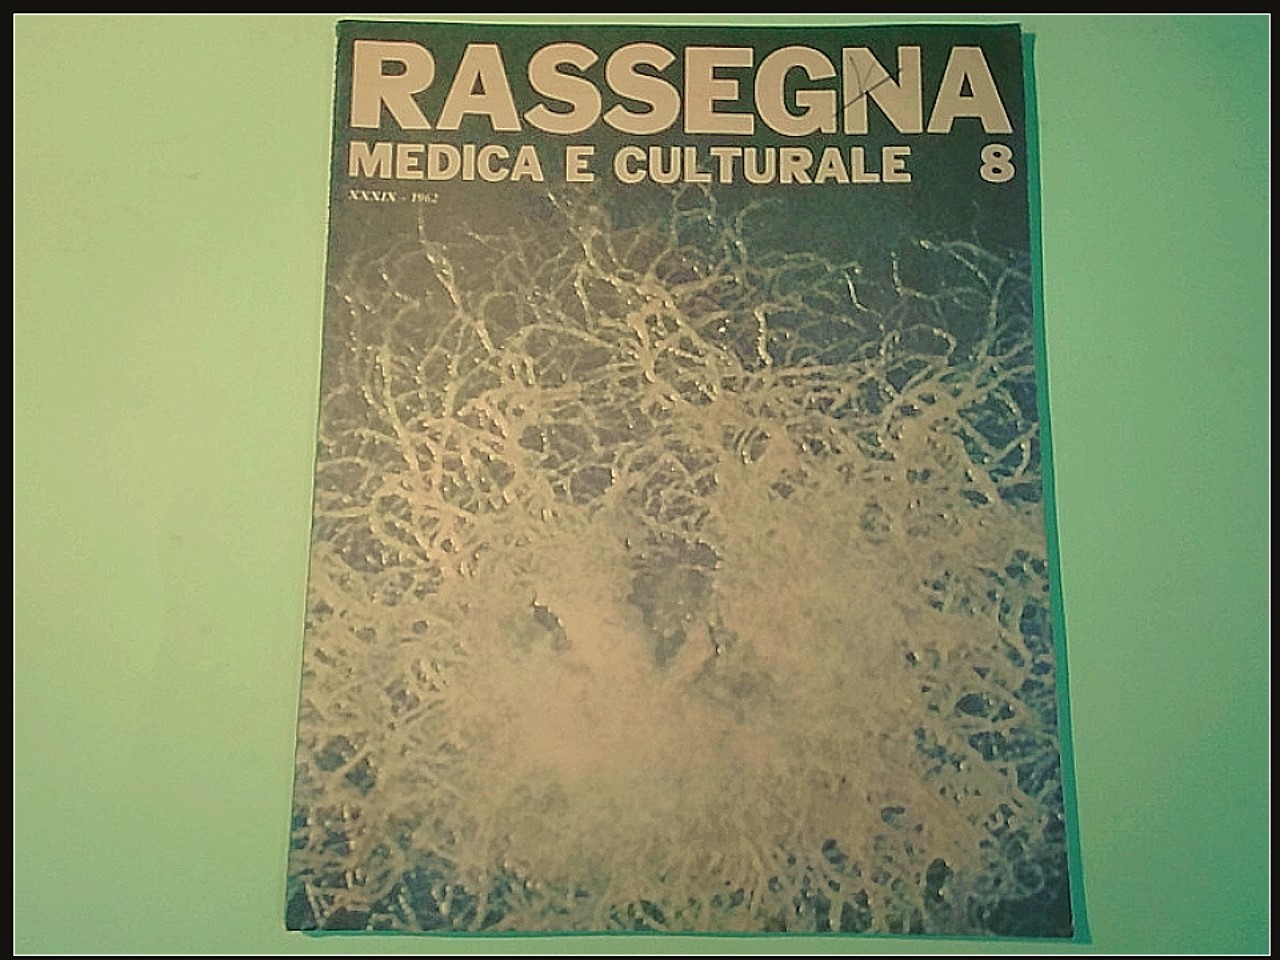 RASSEGNA
MEDICA E CULTURALE 8
XXXIX - 1962